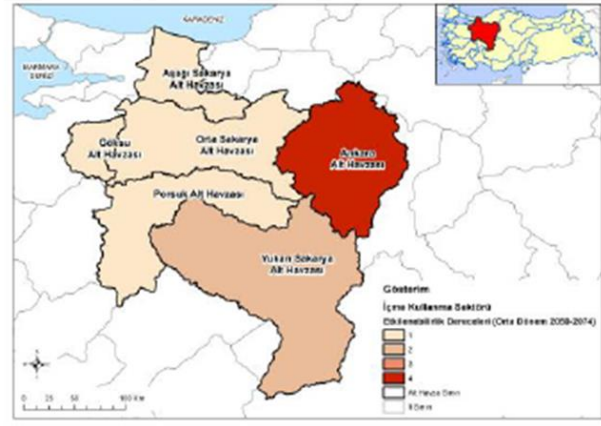 KARADENİZ
MARMARA
DENİZİ
Aşağı Sakarya
Alt Havzası
Göksu
Alt Havzası
Orta Sakarya
Alt Havzası
Ankara
Alt Havzası
Porsuk Alt Havzası
Yukarı Sakarya
Alt Havzası
Gösterim
İçme Kullanma Sektörü
Etkilenebilirlik Dereceleri (Orta Dönem 2050-2074)
1
2
3
4
Alt Havza Sınırı
İl Sınırı
0 25 50 100 km